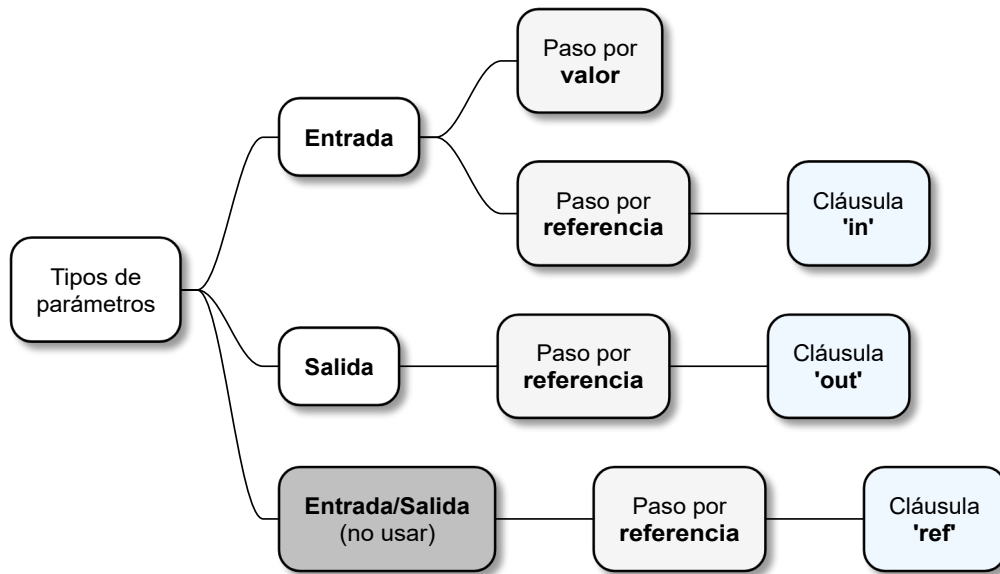 Tipos de
parámetros
Entrada
Paso por
valor
Paso por
referencia
Cláusula
'in'
Salida
Paso por
referencia
Cláusula
'out'
Entrada/Salida
(no usar)
Paso por
referencia
Cláusula
'ref'